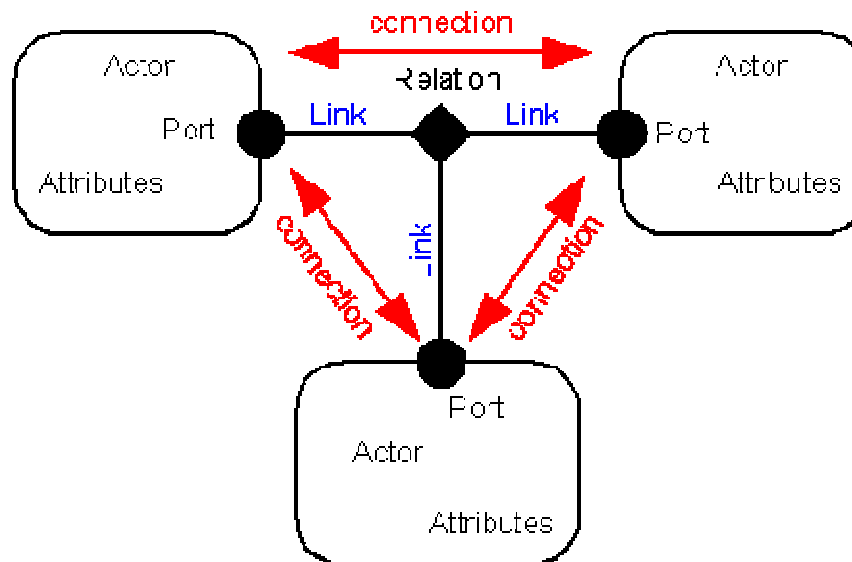 connection
Actor
Relation
Actor
Link
Link
Port
Port
Attributes
Attributes
connection
Link
connection
Port
Actor
Attributes